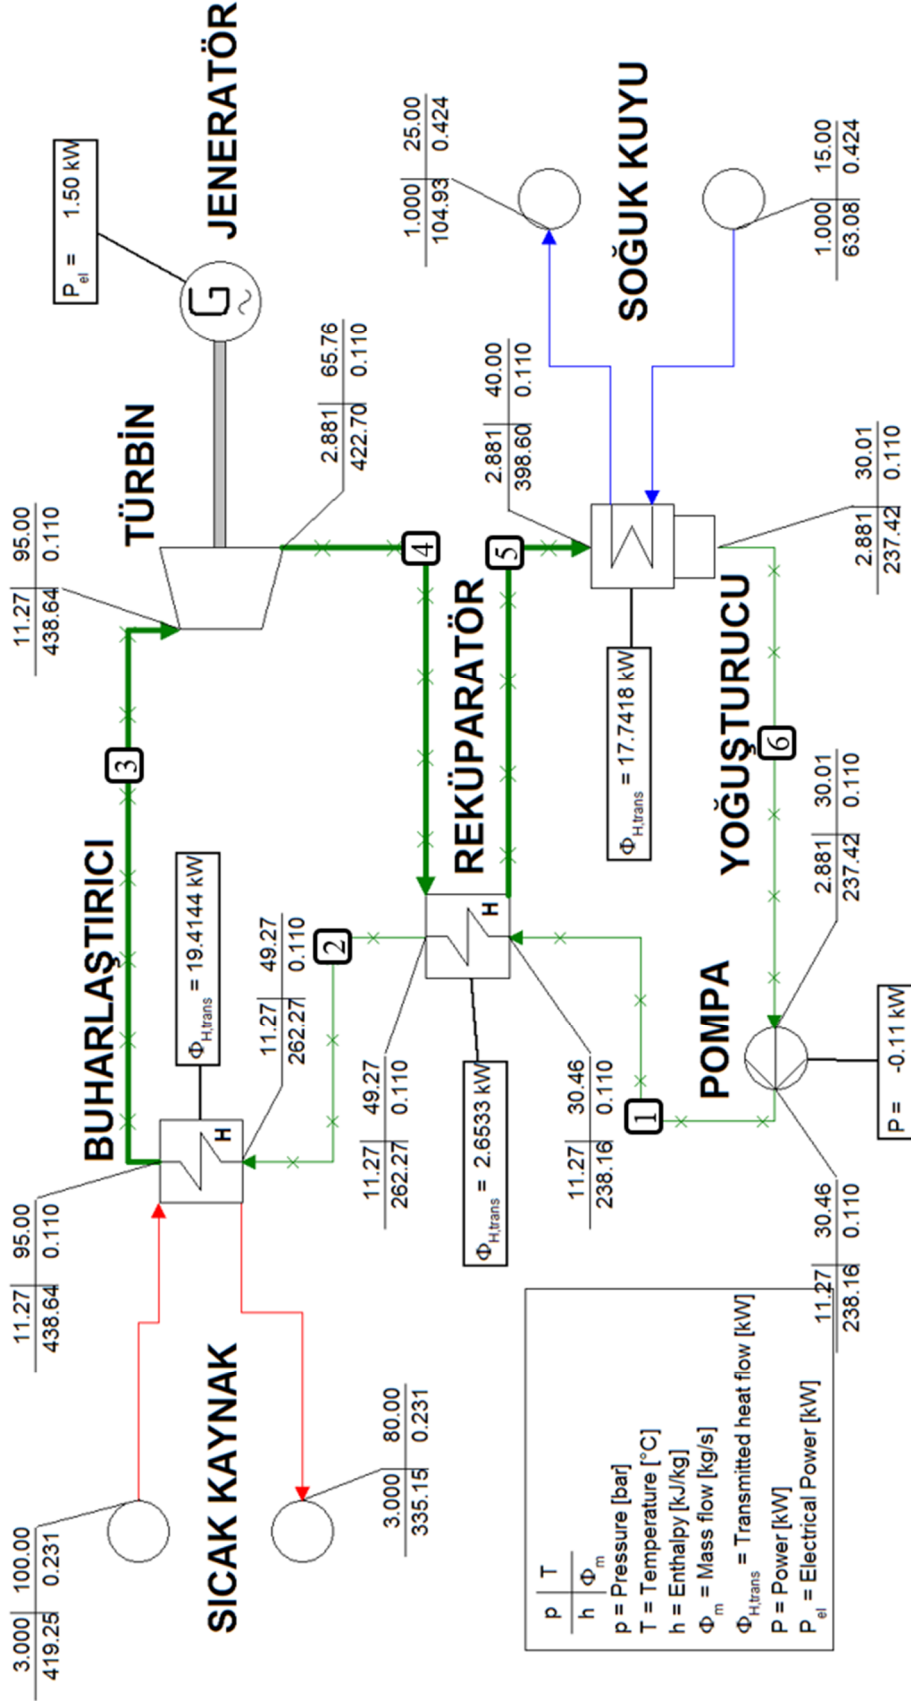 3.000 100.00
419.25 0.231
SICAK KAYNAK
3.000 80.00
335.15 0.231
11.27 95.00
438.64 0.110
BUHARLAŞTIRICI
H
ΦH,trans = 19.4144 kW
11.27 49.27
262.27 0.110
3
11.27 95.00
438.64 0.110
TÜRBİN
Pel = 1.50 kW
G
~
JENERATÖR
2.881 65.76
422.70 0.110
2
4
11.27 49.27
262.27 0.110
H
REKÜPARATÖR
ΦH,trans = 2.6533 kW
11.27 30.46
238.16 0.110
5
2.881 40.00
398.60 0.110
1.000 25.00
104.93 0.424
SOĞUK KUYU
1.000 15.00
63.08 0.424
ΦH,trans = 17.7418 kW
YOĞUŞTURUCU
2.881 30.01
237.42 0.110
1
POMPA
6
2.881 30.01
237.42 0.110
11.27 30.46
238.16 0.110
P = -0.11 kW
p T
h Φm
p = Pressure [bar]
T = Temperature [°C]
h = Enthalpy [kJ/kg]
Φm = Mass flow [kg/s]
ΦH,trans = Transmitted heat flow [kW]
P = Power [kW]
Pel = Electrical Power [kW]